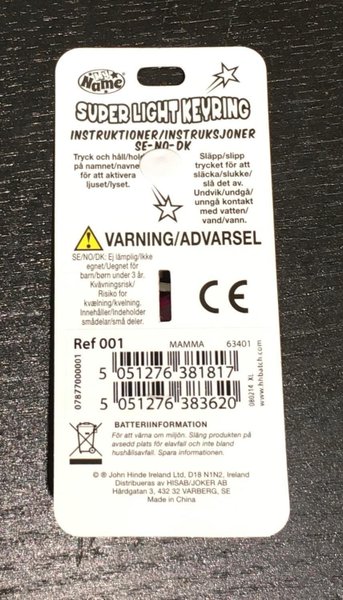 In the Name
SUPER LIGHT KEYRING
INSTRUKTIONER/INSTRUKSJONER
SE-NO-DK
Tryck och håll/hold
på namnet/navnet
för att aktivera
ljuset/lyset.
Släpp/slipp
trycket för att
släcka/slukke/
slå det av.
Undvik/undgå/
unngå kontakt
med vatten/
vand/vann.
VARNING/ADVARSEL
SE/NO/DK: Ej lämplig/Ikke
egnet/Uegnet for
barn/børn under 3 år.
Kvävningsrisk/
Risiko for
kvælning/kvelning.
Innehåller/Indeholder
smådelar/små deler.
CE
Ref 001
MAMMA
63401
5 051276 381817
5 051276 383620
07877000001
080214 XL
www.hhbatch.com
BATTERIINFORMATION
För att värna om miljön. Släng produkten på
avsedd plats för elavfall och inte bland
hushållsavfall. Spara informationen.
© ® John Hinde Ireland Ltd, D18 N1N2, Ireland
Distribueras av HISAB/JOKER AB
Härdgatan 3, 432 32 VARBERG, SE
Made in China